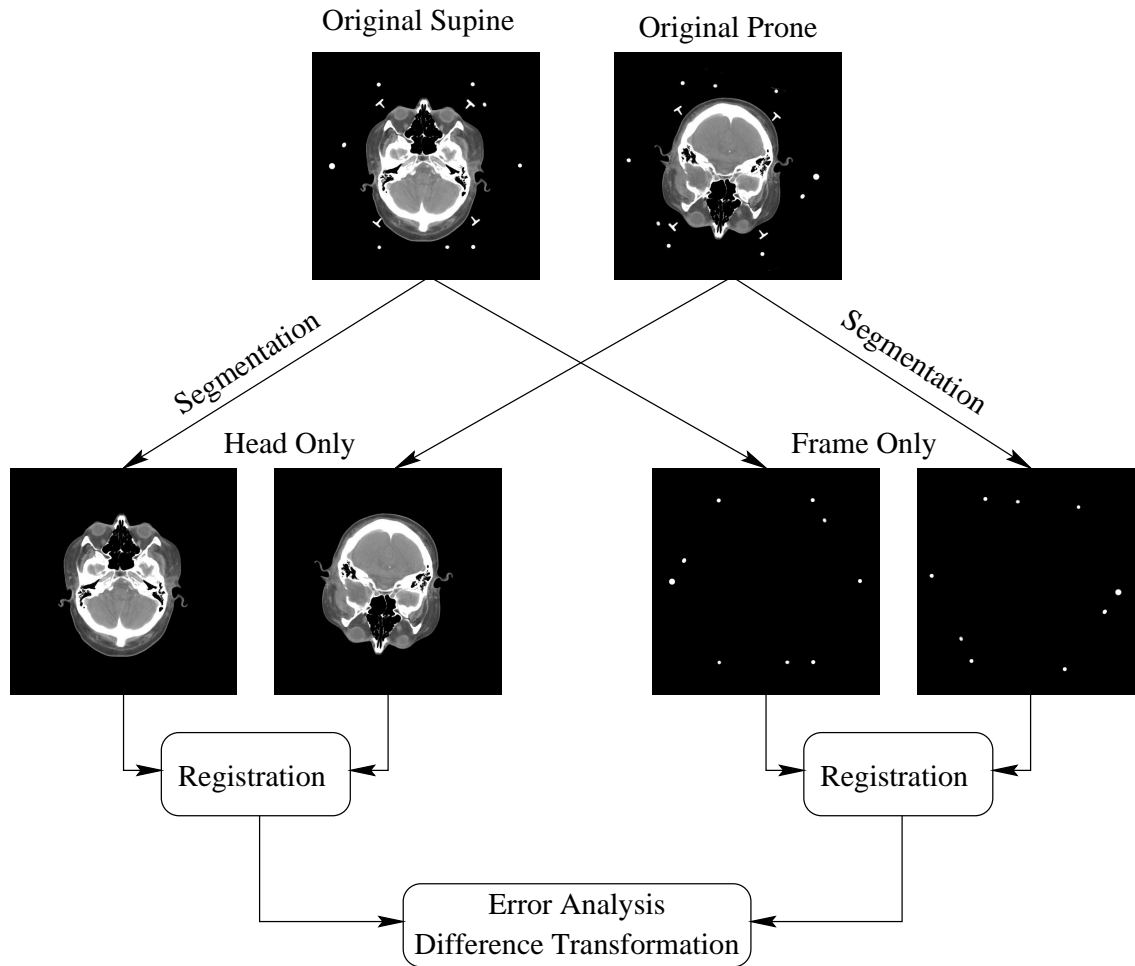 Original Supine
Original Prone
Segmentation
Segmentation
Head Only
Frame Only
Registration
Registration
Error Analysis
Difference Transformation